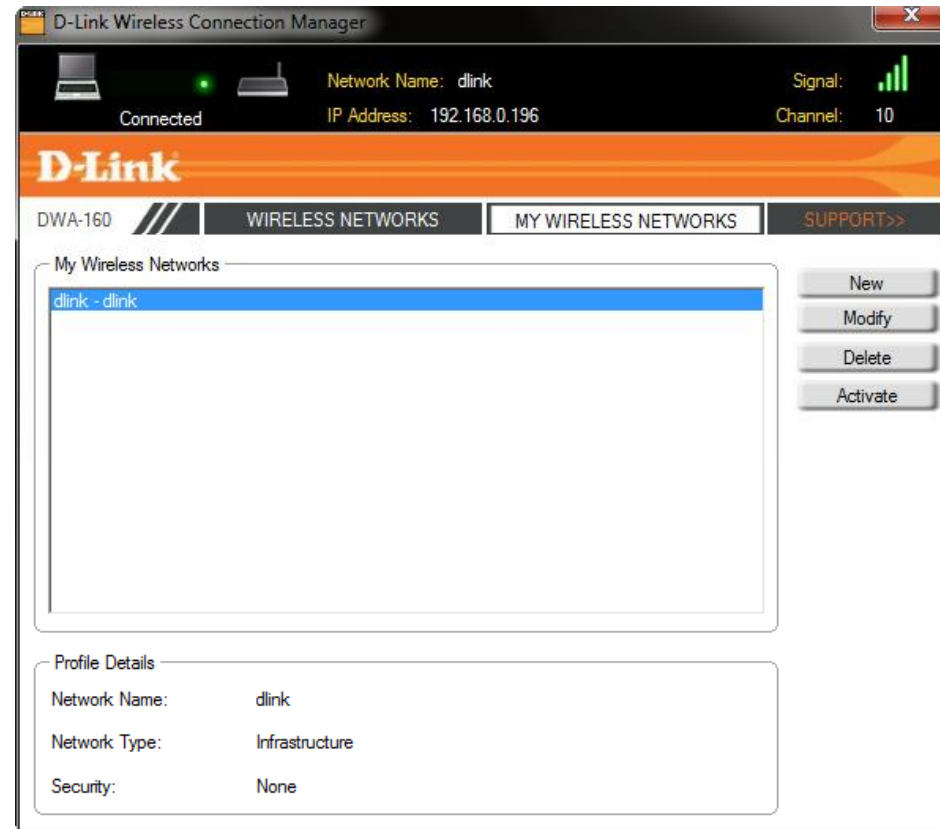 D-Link Wireless Connection Manager
Network Name: dlink Signal:
Connected IP Address: 192.168.0.196 Channel: 10
D-Link
DWA-160 WIRELESS NETWORKS MY WIRELESS NETWORKS SUPPORT>>
My Wireless Networks
dlink - dlink
New
Modify
Delete
Activate
Profile Details
Network Name: dlink
Network Type: Infrastructure
Security: None